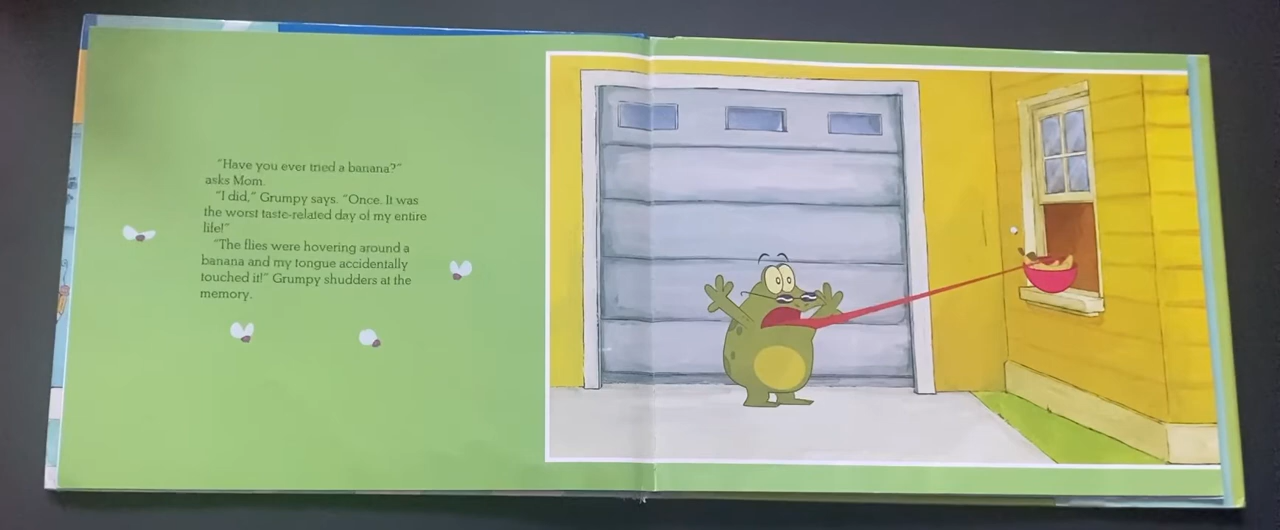 “Have you ever tried a banana?”
asks Mom.
“I did,” Grumpy says. “Once. It was
the worst taste-related day of my entire
life!”
“The flies were hovering around a
banana and my tongue accidentally
touched it!” Grumpy shudders at the
memory.